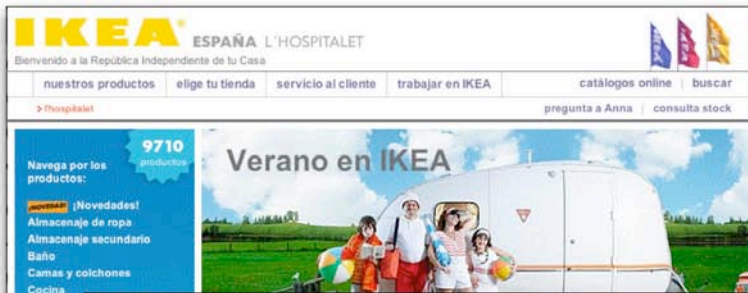 IKEA ESPAÑA L'HOSPITALET
Bienvenido a la República Independiente de tu Casa
nuestros productos elige tu tienda servicio al cliente trabajar en IKEA catálogos online | buscar
> l'hospitalet pregunta a Anna | consulta stock
9710
productos
Navega por los
productos:
¡NOVEDAD! ¡Novedades!
Almacenaje de ropa
Almacenaje secundario
Baño
Camas y colchones
Cocina
Verano en IKEA